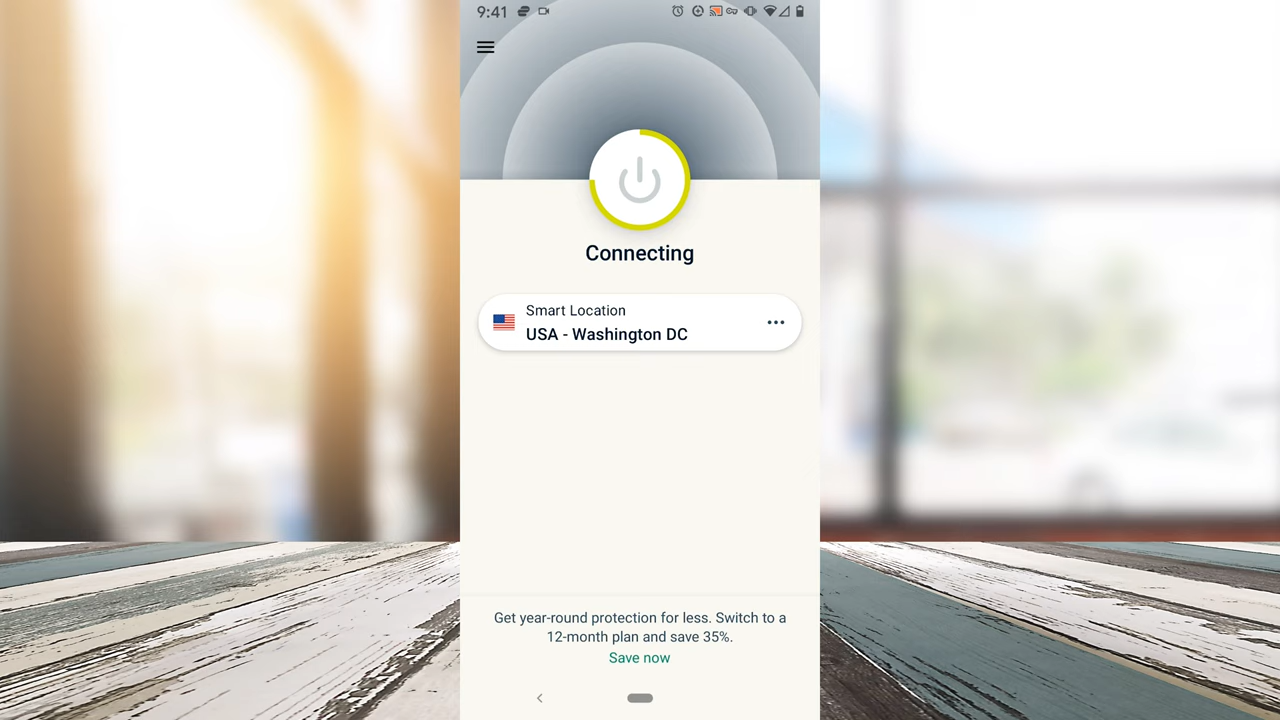 9:41
Connecting
Smart Location
USA - Washington DC
Get year-round protection for less. Switch to a
12-month plan and save 35%.
Save now